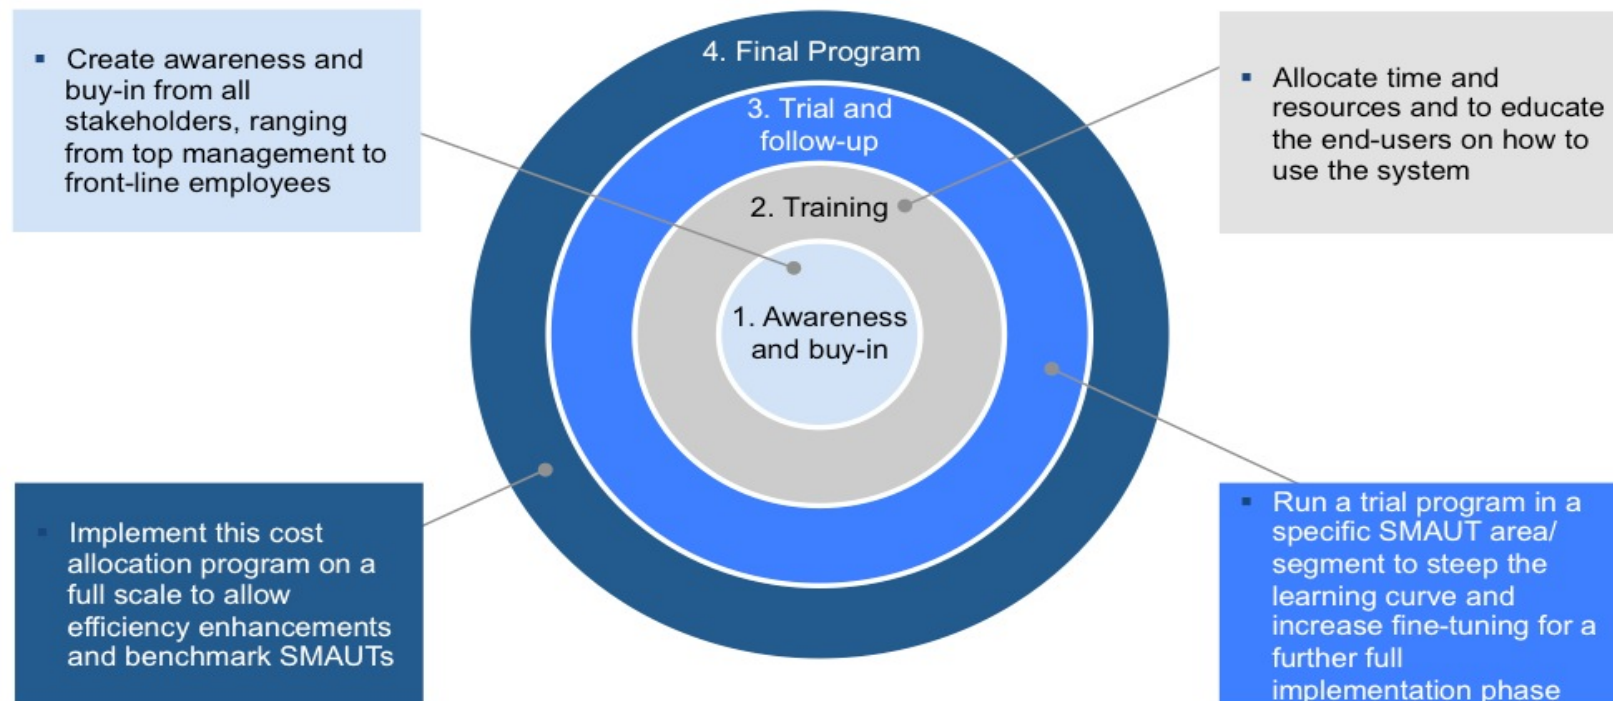 ▪ Create awareness and
buy-in from all
stakeholders, ranging
from top management to
front-line employees
4. Final Program
3. Trial and
follow-up
2. Training
1. Awareness
and buy-in
▪ Allocate time and
resources and to educate
the end-users on how to
use the system
▪ Implement this cost
allocation program on a
full scale to allow
efficiency enhancements
and benchmark SMAUTs
▪ Run a trial program in a
specific SMAUT area/
segment to steep the
learning curve and
increase fine-tuning for a
further full
implementation phase